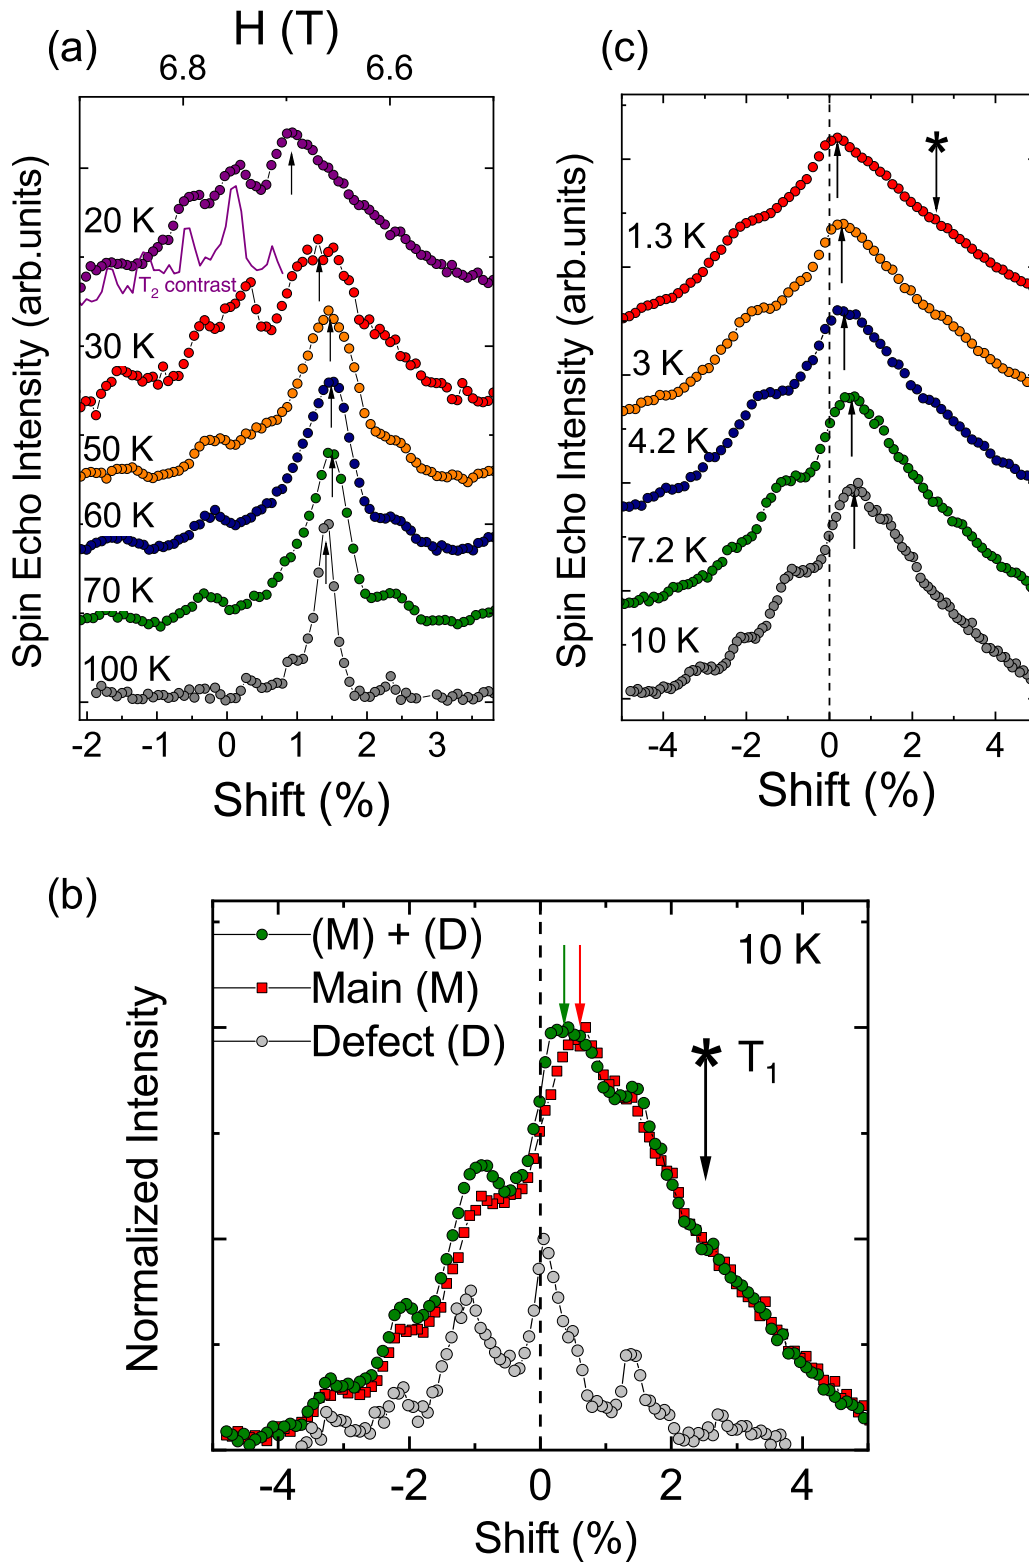 (a)
H (T)
6.8
6.6
Spin Echo Intensity (arb.units)
20 K
T2 contrast
30 K
50 K
60 K
70 K
100 K
-2 -1 0 1 2 3
Shift (%)
(c)
*
Spin Echo Intensity (arb.units)
1.3 K
3 K
4.2 K
7.2 K
10 K
-4 -2 0 2 4
Shift (%)
(b)
Normalized Intensity
(M) + (D)
Main (M)
Defect (D)
10 K
* T1
-4 -2 0 2 4
Shift (%)